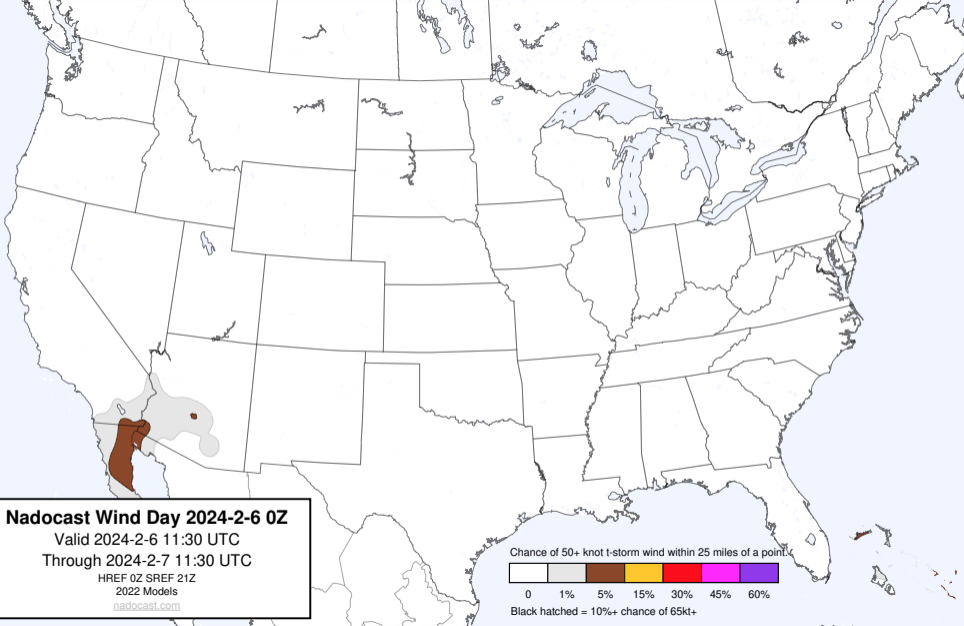 Nadocast Wind Day 2024-2-6 0Z
Valid 2024-2-6 11:30 UTC
Through 2024-2-7 11:30 UTC
HREF 0Z SREF 21Z
2022 Models
nadocast.com
Chance of 50+ knot t-storm wind within 25 miles of a point.
0 1% 5% 15% 30% 45% 60%
Black hatched = 10%+ chance of 65kt+